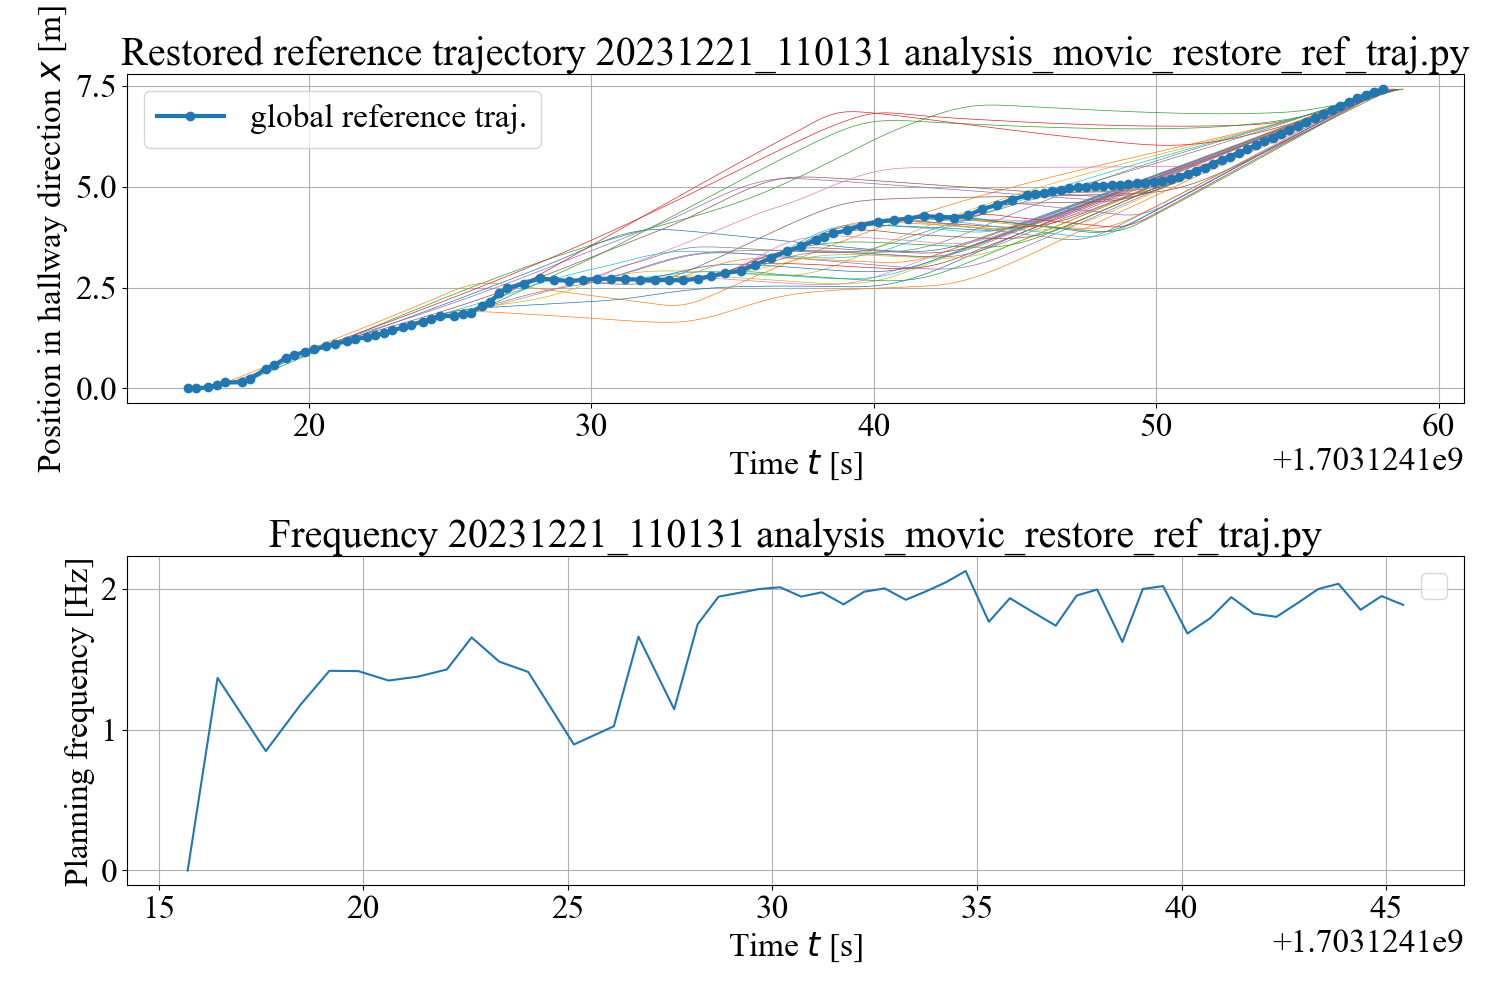 Restored reference trajectory 20231221_110131 analysis_movic_restore_ref_traj.py
Position in hallway direction x [m]
7.5
5.0
2.5
0.0
global reference traj.
20 30 40 50 60
Time t [s]
+1.7031241e9
Frequency 20231221_110131 analysis_movic_restore_ref_traj.py
Planning frequency [Hz]
2
1
0
15 20 25 30 35 40 45
Time t [s]
+1.7031241e9